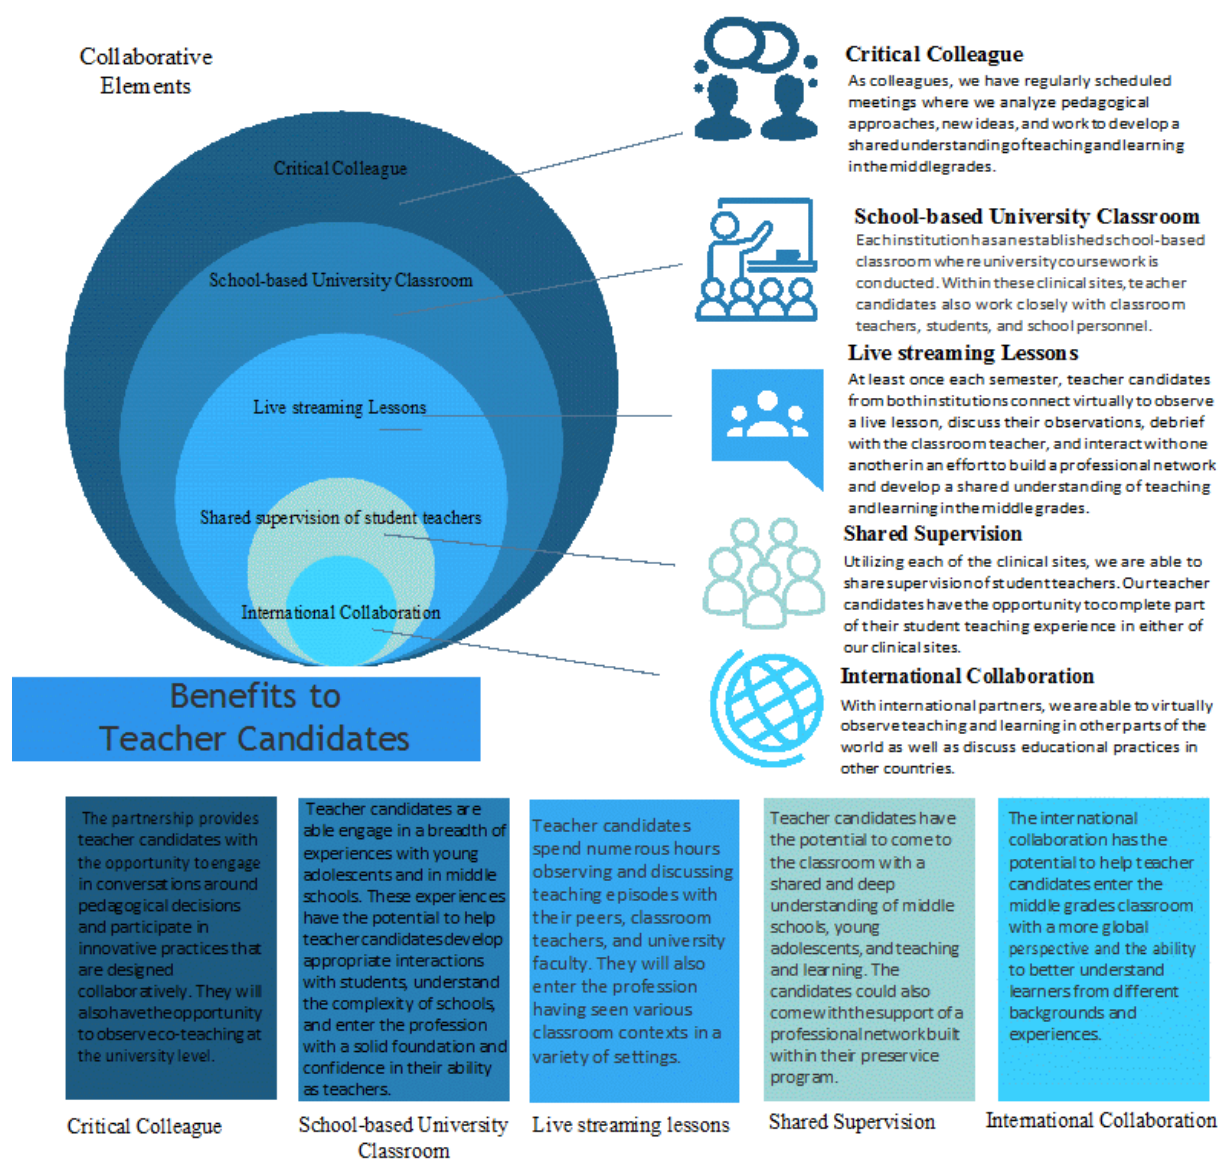 Collaborative
Elements
Critical Colleague
School-based University Classroom
Live streaming Lessons
Shared supervision of student teachers
International Collaboration
Critical Colleague
As colleagues, we have regularly scheduled
meetings where we analyze pedagogical
approaches, new ideas, and work to develop a
shared understanding of teaching and learning
in the middle grades.
School-based University Classroom
Each institution has an established school-based
classroom where university coursework is
conducted. Within these clinical sites, teacher
candidates also work closely with classroom
teachers, students, and school personnel.
Live streaming Lessons
At least once each semester, teacher candidates
from both institutions connect virtually to observe
a live lesson, discuss their observations, debrief
with the classroom teacher, and interact with one
another in an effort to build a professional network
and develop a shared understanding of teaching
and learning in the middle grades.
Shared Supervision
Utilizing each of the clinical sites, we are able to
share supervision of student teachers. Our teacher
candidates have the opportunity to complete part
of their student teaching experience in either of
our clinical sites.
International Collaboration
With international partners, we are able to virtually
observe teaching and learning in other parts of the
world as well as discuss educational practices in
other countries.
Benefits to
Teacher Candidates
The partnership provides
teacher candidates with
the opportunity to engage
in conversations around
pedagogical decisions
and participate in
innovative practices that
are designed
collaboratively. They will
also have the opportunity
to observe co-teaching at
the university level.
Critical Colleague
Teacher candidates are
able engage in a breadth of
experiences with young
adolescents and in middle
schools. These experiences
have the potential to help
teacher candidates develop
appropriate interactions
with students, understand
the complexity of schools,
and enter the profession
with a solid foundation and
confidence in their ability
as teachers.
School-based University
Classroom
Teacher candidates
spend numerous hours
observing and discussing
teaching episodes with
their peers, classroom
teachers, and university
faculty. They will also
enter the profession
having seen various
classroom contexts in a
variety of settings.
Live streaming lessons
Teacher candidates have
the potential to come to
the classroom with a
shared and deep
understanding of middle
schools, young
adolescents, and teaching
and learning. The
candidates could also
come with the support of a
professional network built
within their preservice
program.
Shared Supervision
The international
collaboration has the
potential to help teacher
candidates enter the
middle grades classroom
with a more global
perspective and the ability
to better understand
learners from different
backgrounds and
experiences.
International Collaboration